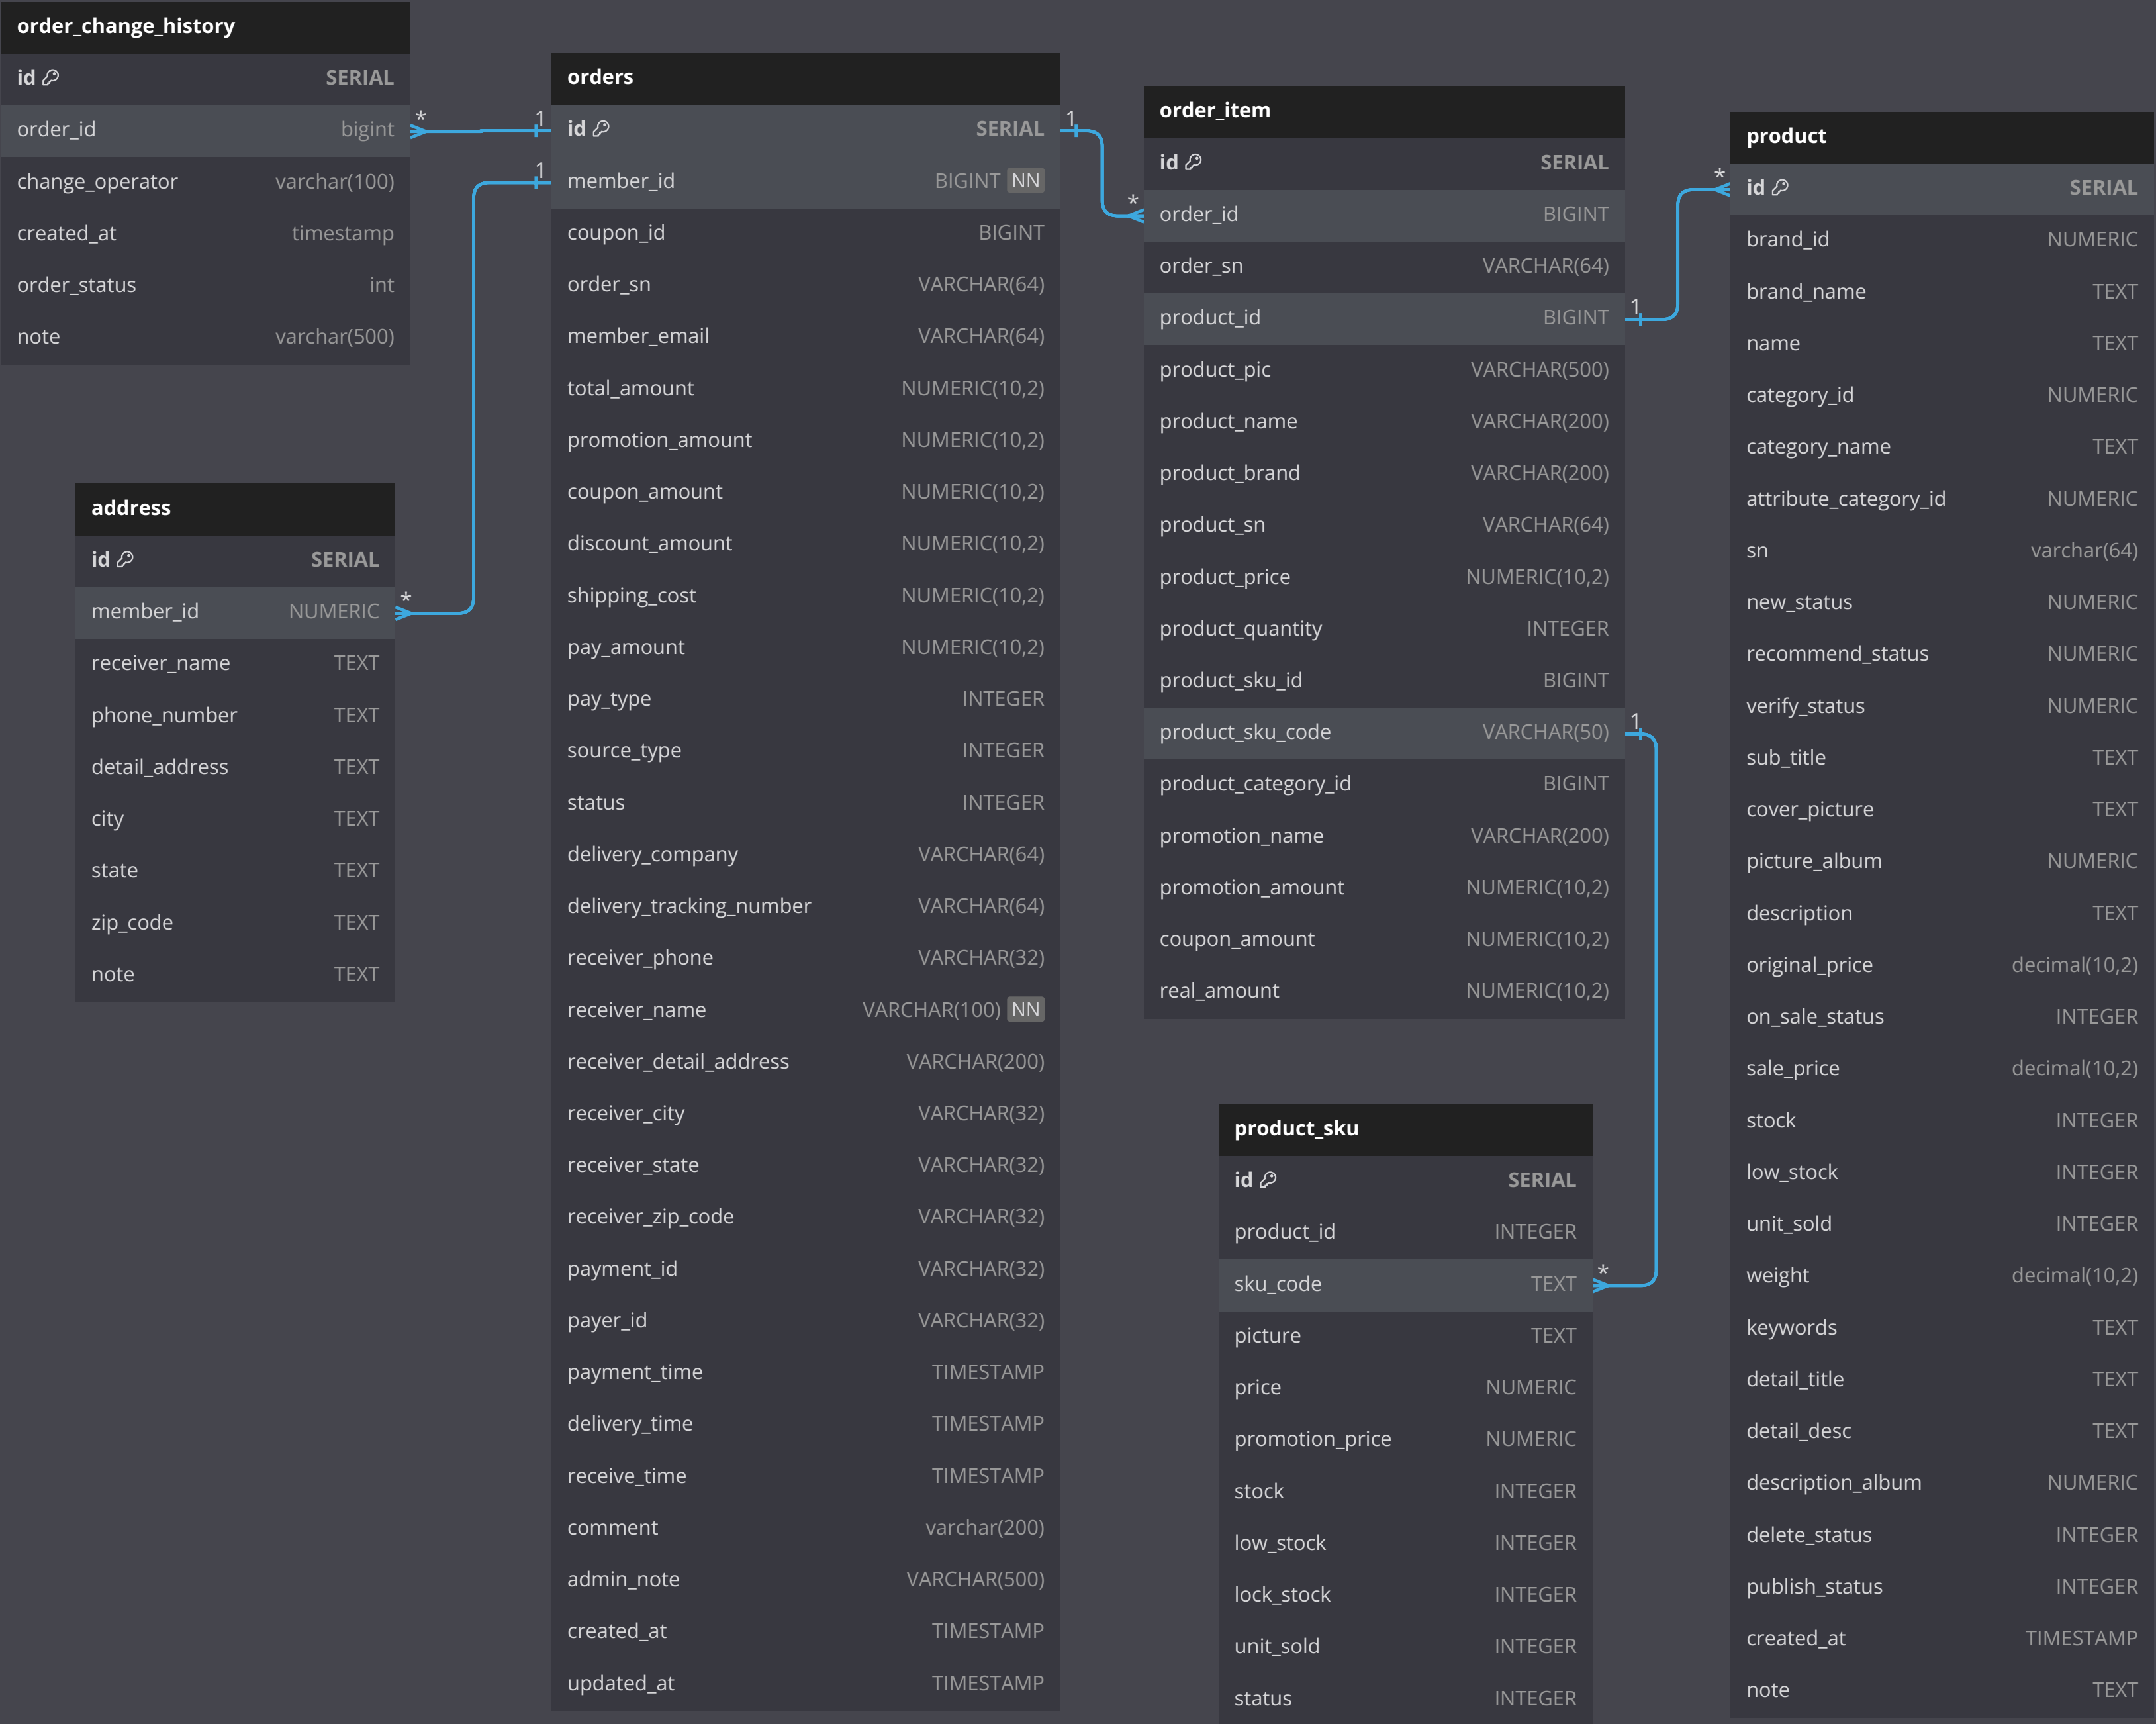 order_change_history
id SERIAL
order_id bigint
change_operator varchar(100)
created_at timestamp
order_status int
note varchar(500)
* 1
1
*
address
id SERIAL
member_id NUMERIC
receiver_name TEXT
phone_number TEXT
detail_address TEXT
city TEXT
state TEXT
zip_code TEXT
note TEXT
orders
id SERIAL
member_id BIGINT NN
coupon_id BIGINT
order_sn VARCHAR(64)
member_email VARCHAR(64)
total_amount NUMERIC(10,2)
promotion_amount NUMERIC(10,2)
coupon_amount NUMERIC(10,2)
discount_amount NUMERIC(10,2)
shipping_cost NUMERIC(10,2)
pay_amount NUMERIC(10,2)
pay_type INTEGER
source_type INTEGER
status INTEGER
delivery_company VARCHAR(64)
delivery_tracking_number VARCHAR(64)
receiver_phone VARCHAR(32)
receiver_name VARCHAR(100) NN
receiver_detail_address VARCHAR(200)
receiver_city VARCHAR(32)
receiver_state VARCHAR(32)
receiver_zip_code VARCHAR(32)
payment_id VARCHAR(32)
payer_id VARCHAR(32)
payment_time TIMESTAMP
delivery_time TIMESTAMP
receive_time TIMESTAMP
comment varchar(200)
admin_note VARCHAR(500)
created_at TIMESTAMP
updated_at TIMESTAMP
1
*
order_item
id SERIAL
order_id BIGINT
order_sn VARCHAR(64)
product_id BIGINT
product_pic VARCHAR(500)
product_name VARCHAR(200)
product_brand VARCHAR(200)
product_sn VARCHAR(64)
product_price NUMERIC(10,2)
product_quantity INTEGER
product_sku_id BIGINT
product_sku_code VARCHAR(50)
product_category_id BIGINT
promotion_name VARCHAR(200)
promotion_amount NUMERIC(10,2)
coupon_amount NUMERIC(10,2)
real_amount NUMERIC(10,2)
*
1
1
*
product_sku
id SERIAL
product_id INTEGER
sku_code TEXT
picture TEXT
price NUMERIC
promotion_price NUMERIC
stock INTEGER
low_stock INTEGER
lock_stock INTEGER
unit_sold INTEGER
status INTEGER
product
id SERIAL
brand_id NUMERIC
brand_name TEXT
name TEXT
category_id NUMERIC
category_name TEXT
attribute_category_id NUMERIC
sn varchar(64)
new_status NUMERIC
recommend_status NUMERIC
verify_status NUMERIC
sub_title TEXT
cover_picture TEXT
picture_album NUMERIC
description TEXT
original_price decimal(10,2)
on_sale_status INTEGER
sale_price decimal(10,2)
stock INTEGER
low_stock INTEGER
unit_sold INTEGER
weight decimal(10,2)
keywords TEXT
detail_title TEXT
detail_desc TEXT
description_album NUMERIC
delete_status INTEGER
publish_status INTEGER
created_at TIMESTAMP
note TEXT